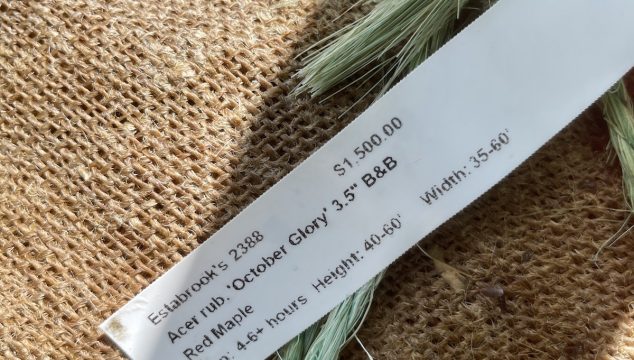 $1,500.00
Estabrook's 2388
Acer rub. 'October Glory' 3.5" B&B
Red Maple
4-6+ hours Height: 40-60' Width: 35-60'